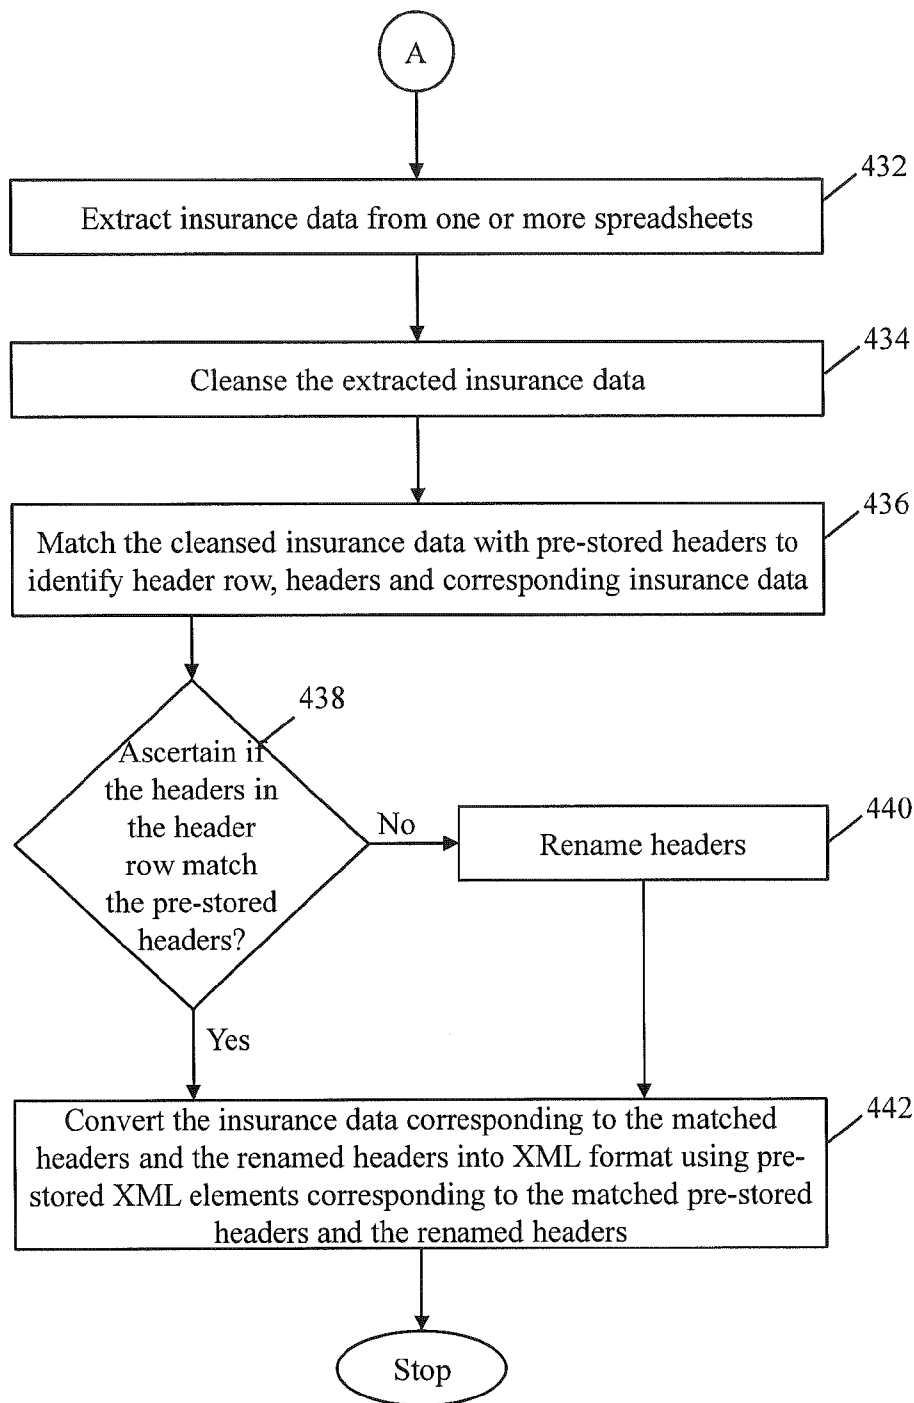 A
432
Extract insurance data from one or more spreadsheets
434
Cleanse the extracted insurance data
436
Match the cleansed insurance data with pre-stored headers to
identify header row, headers and corresponding insurance data
438
Ascertain if
the headers in
the header
row match
the pre-stored
headers?
No
440
Rename headers
Yes
442
Convert the insurance data corresponding to the matched
headers and the renamed headers into XML format using pre-
stored XML elements corresponding to the matched pre-stored
headers and the renamed headers
Stop